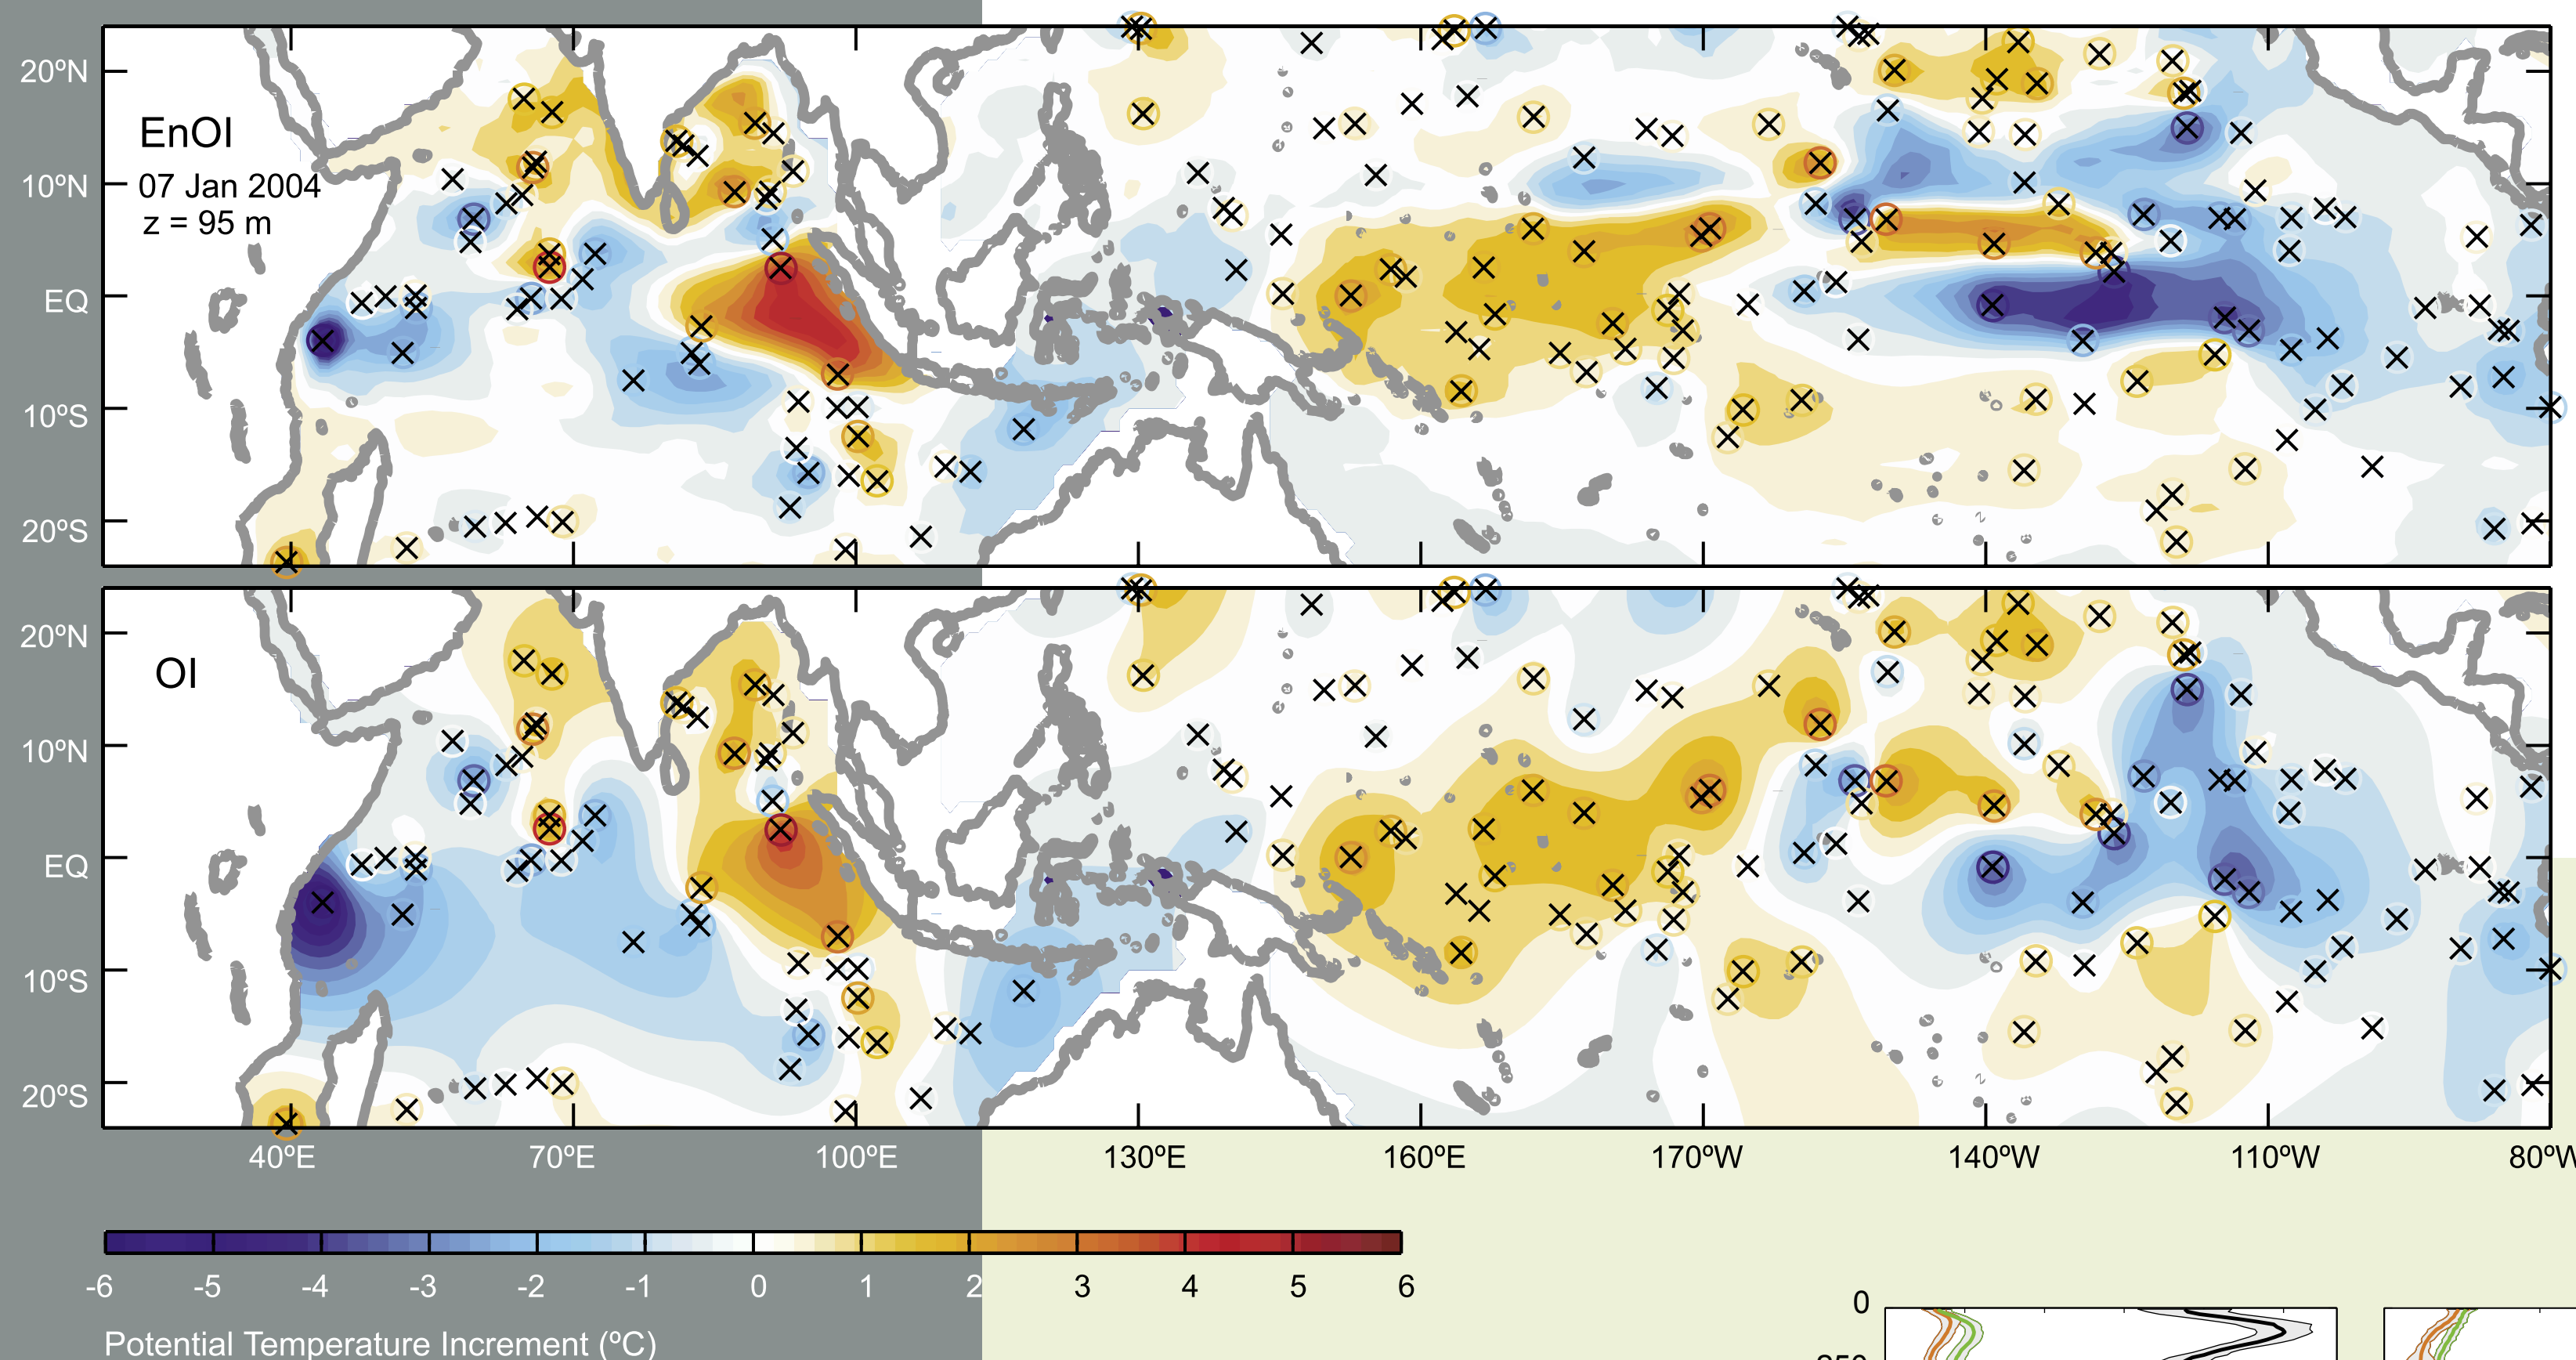 20ºN
EnOI
10ºN
07 Jan 2004
z = 95 m
EQ
10ºS
20ºS
20ºN
OI
10ºN
EQ
10ºS
20ºS
40ºE 70ºE 100ºE 130ºE 160ºE 170ºW 140ºW 110ºW 80ºW
-6 -5 -4 -3 -2 -1 0 1 2 3 4 5 6
0
Potential Temperature Increment (ºC)